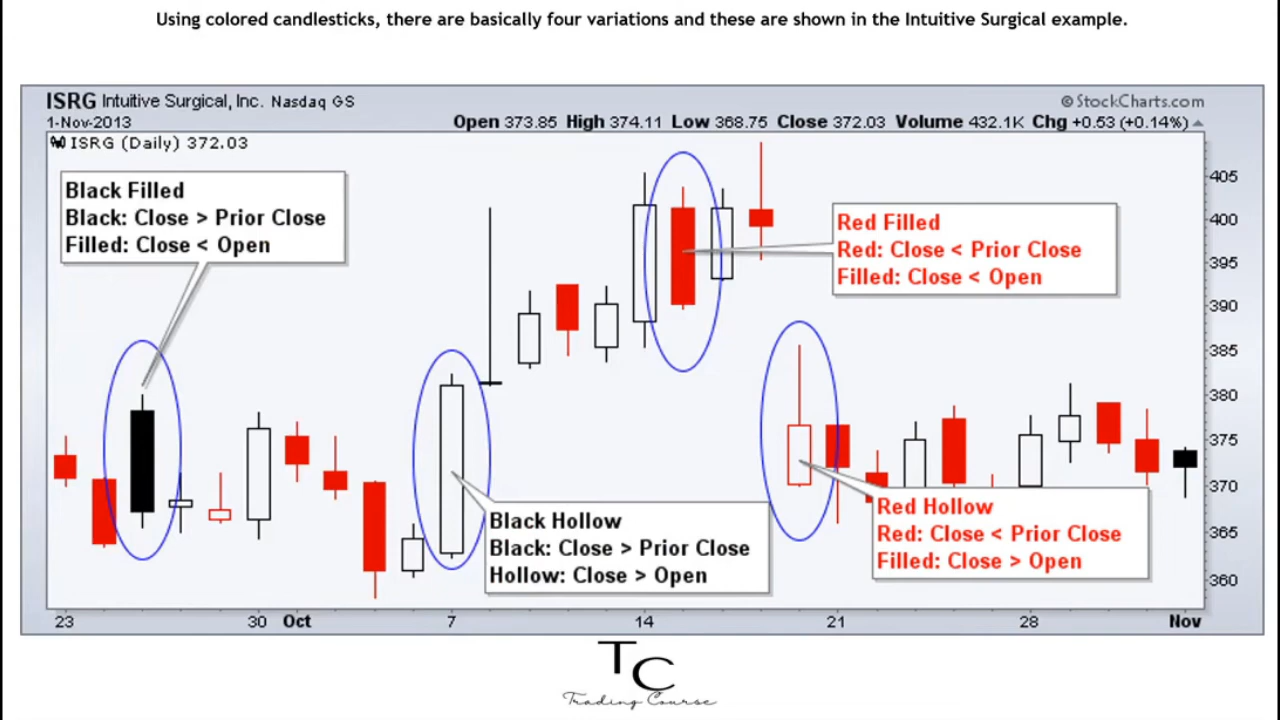 Using colored candlesticks, there are basically four variations and these are shown in the Intuitive Surgical example.
ISRG Intuitive Surgical, Inc. Nasdaq GS
© StockCharts.com
1-Nov-2013
Open 373.85 High 374.11 Low 368.75 Close 372.03 Volume 432.1K Chg +0.53 (+0.14%)
ISRG (Daily) 372.03
Black Filled
Black: Close > Prior Close
Filled: Close < Open
Red Filled
Red: Close < Prior Close
Filled: Close < Open
Black Hollow
Black: Close > Prior Close
Hollow: Close > Open
Red Hollow
Red: Close < Prior Close
Filled: Close > Open
405
400
395
390
385
380
375
370
365
360
23 30 Oct 7 14 21 28 Nov
TC
Trading Course